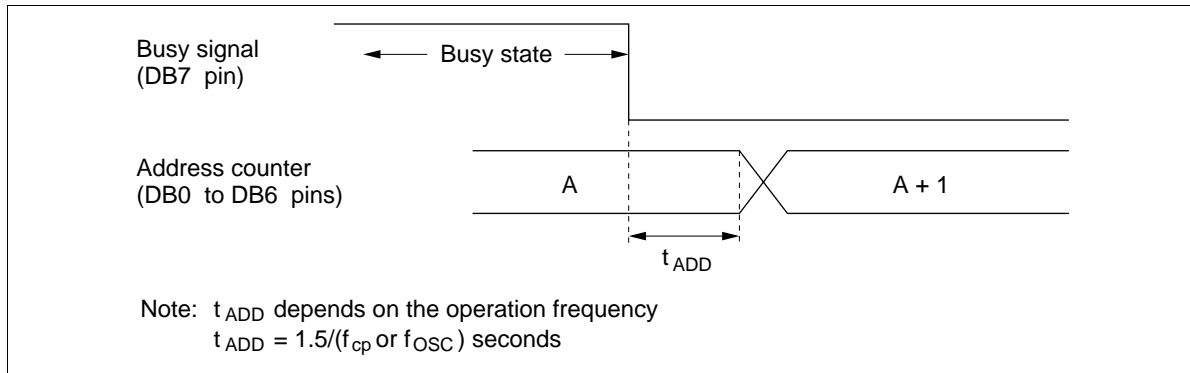 Busy signal
(DB7 pin)
Busy state
Address counter
(DB0 to DB6 pins)
A
A + 1
t ADD
Note: t ADD depends on the operation frequency
t ADD = 1.5/(f cp or f OSC ) seconds